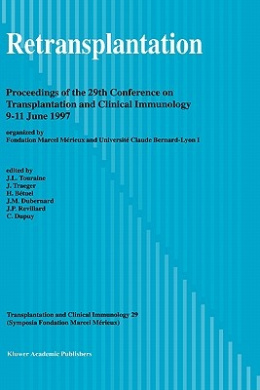 Retransplantation
Proceedings of the 29th Conference on
Transplantation and Clinical Immunology
9-11 June 1997
organized by
Fondation Marcel Mérieux and Université Claude Bernard-Lyon I
edited by
J.L. Touraine
J. Traeger
H. Bétuel
J.M. Dubernard
J.P. Revillard
C. Dupuy
Transplantation and Clinical Immunology 29
(Symposia Fondation Marcel Mérieux)
Kluwer Academic Publishers